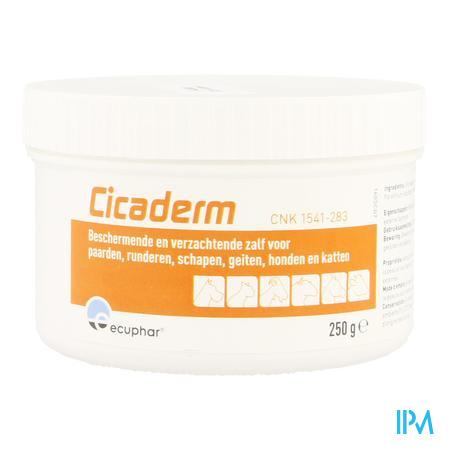 Cicaderm
CNK 1541-283
Beschermende en verzachtende zalf voor
paarden, runderen, schapen, geiten, honden en katten
ecuphar®
250 g ℮
IPM